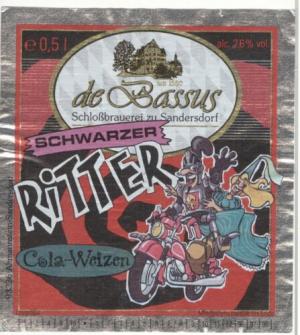 e 0,5 l
alc. 2,6 % vol.
de Bassus
Schloßbrauerei zu Sandersdorf
SCHWARZER
RITTER
Cola-Weizen